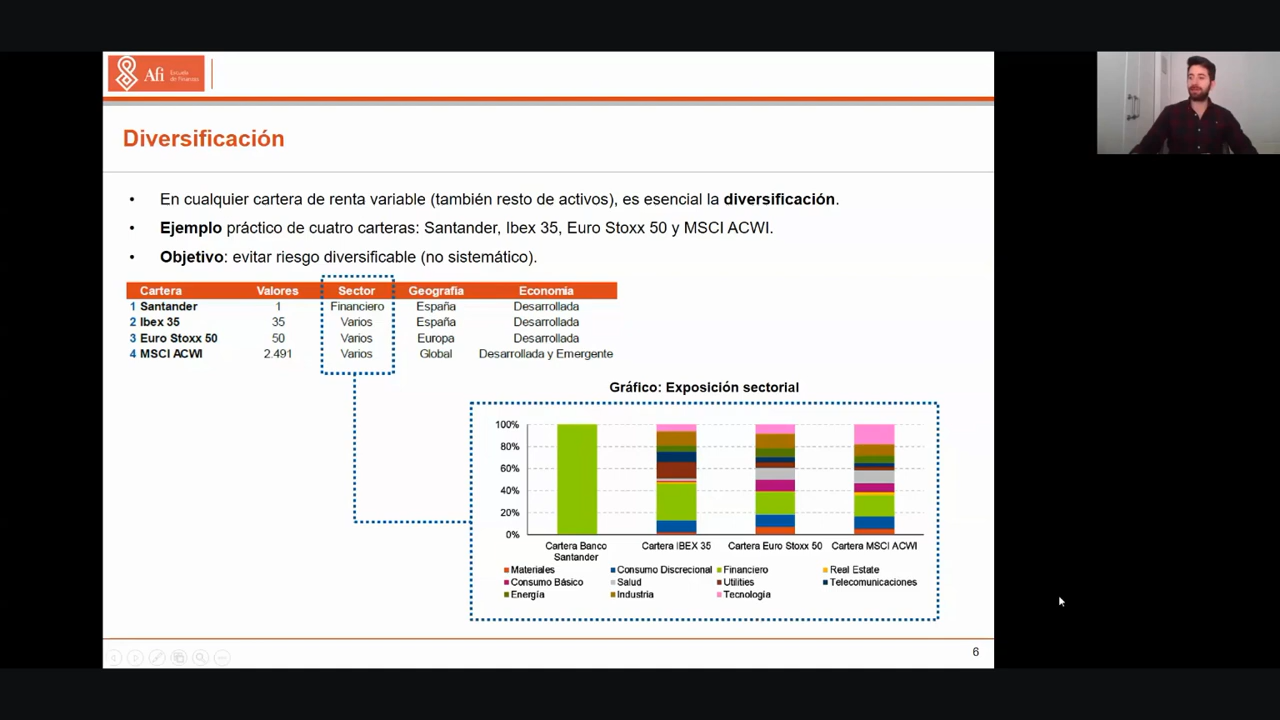 Afi Escuela de Finanzas
Diversificación
• En cualquier cartera de renta variable (también resto de activos), es esencial la diversificación.
• Ejemplo práctico de cuatro carteras: Santander, Ibex 35, Euro Stoxx 50 y MSCI ACWI.
• Objetivo: evitar riesgo diversificable (no sistemático).
Cartera Valores Sector Geografía Economía
1 Santander 1 Financiero España Desarrollada
2 Ibex 35 35 Varios España Desarrollada
3 Euro Stoxx 50 50 Varios Europa Desarrollada
4 MSCI ACWI 2.491 Varios Global Desarrollada y Emergente
Gráfico: Exposición sectorial
100%
80%
60%
40%
20%
0%
Cartera Banco Santander Cartera IBEX 35 Cartera Euro Stoxx 50 Cartera MSCI ACWI
Materiales Consumo Discrecional Financiero Real Estate
Consumo Básico Salud Utilities Telecomunicaciones
Energía Industria Tecnología
6